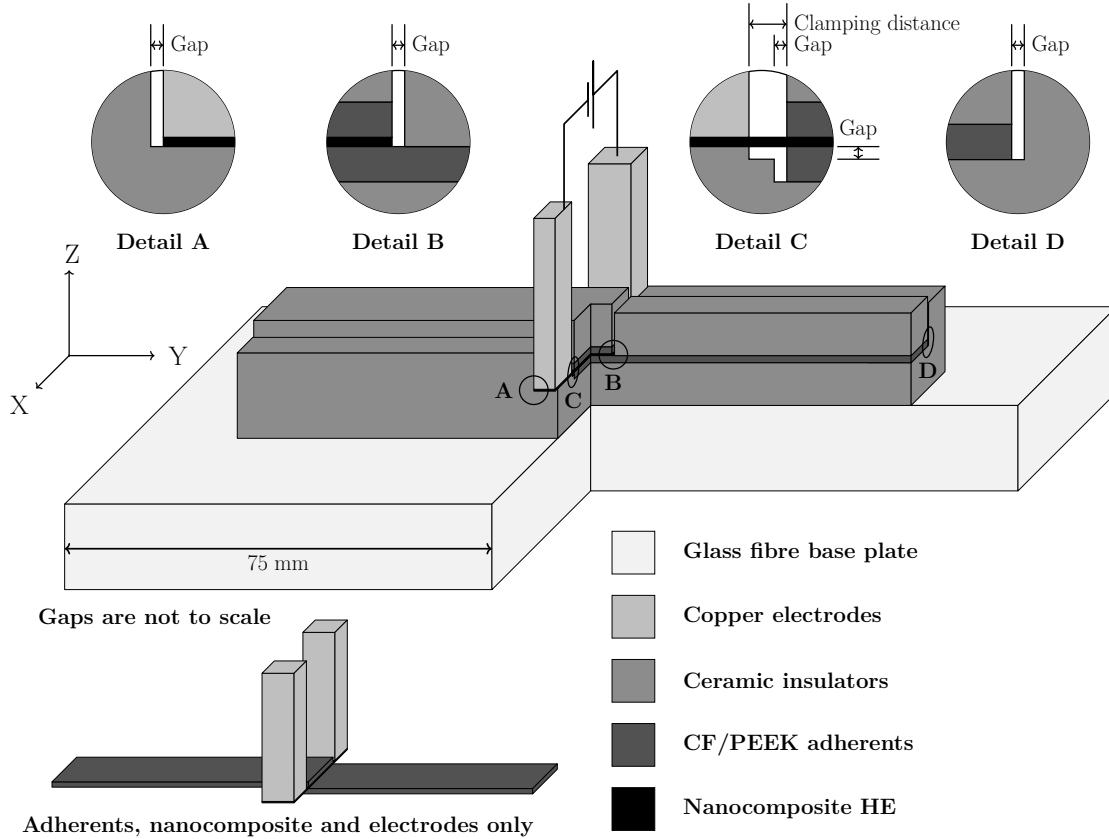 Clamping distance
Gap
Gap
Gap
Gap
Gap
Detail A
Detail B
Detail C
Detail D
Z
Y
X
A
C
B
D
75 mm
Gaps are not to scale
Glass fibre base plate
Copper electrodes
Ceramic insulators
CF/PEEK adherents
Nanocomposite HE
Adherents, nanocomposite and electrodes only